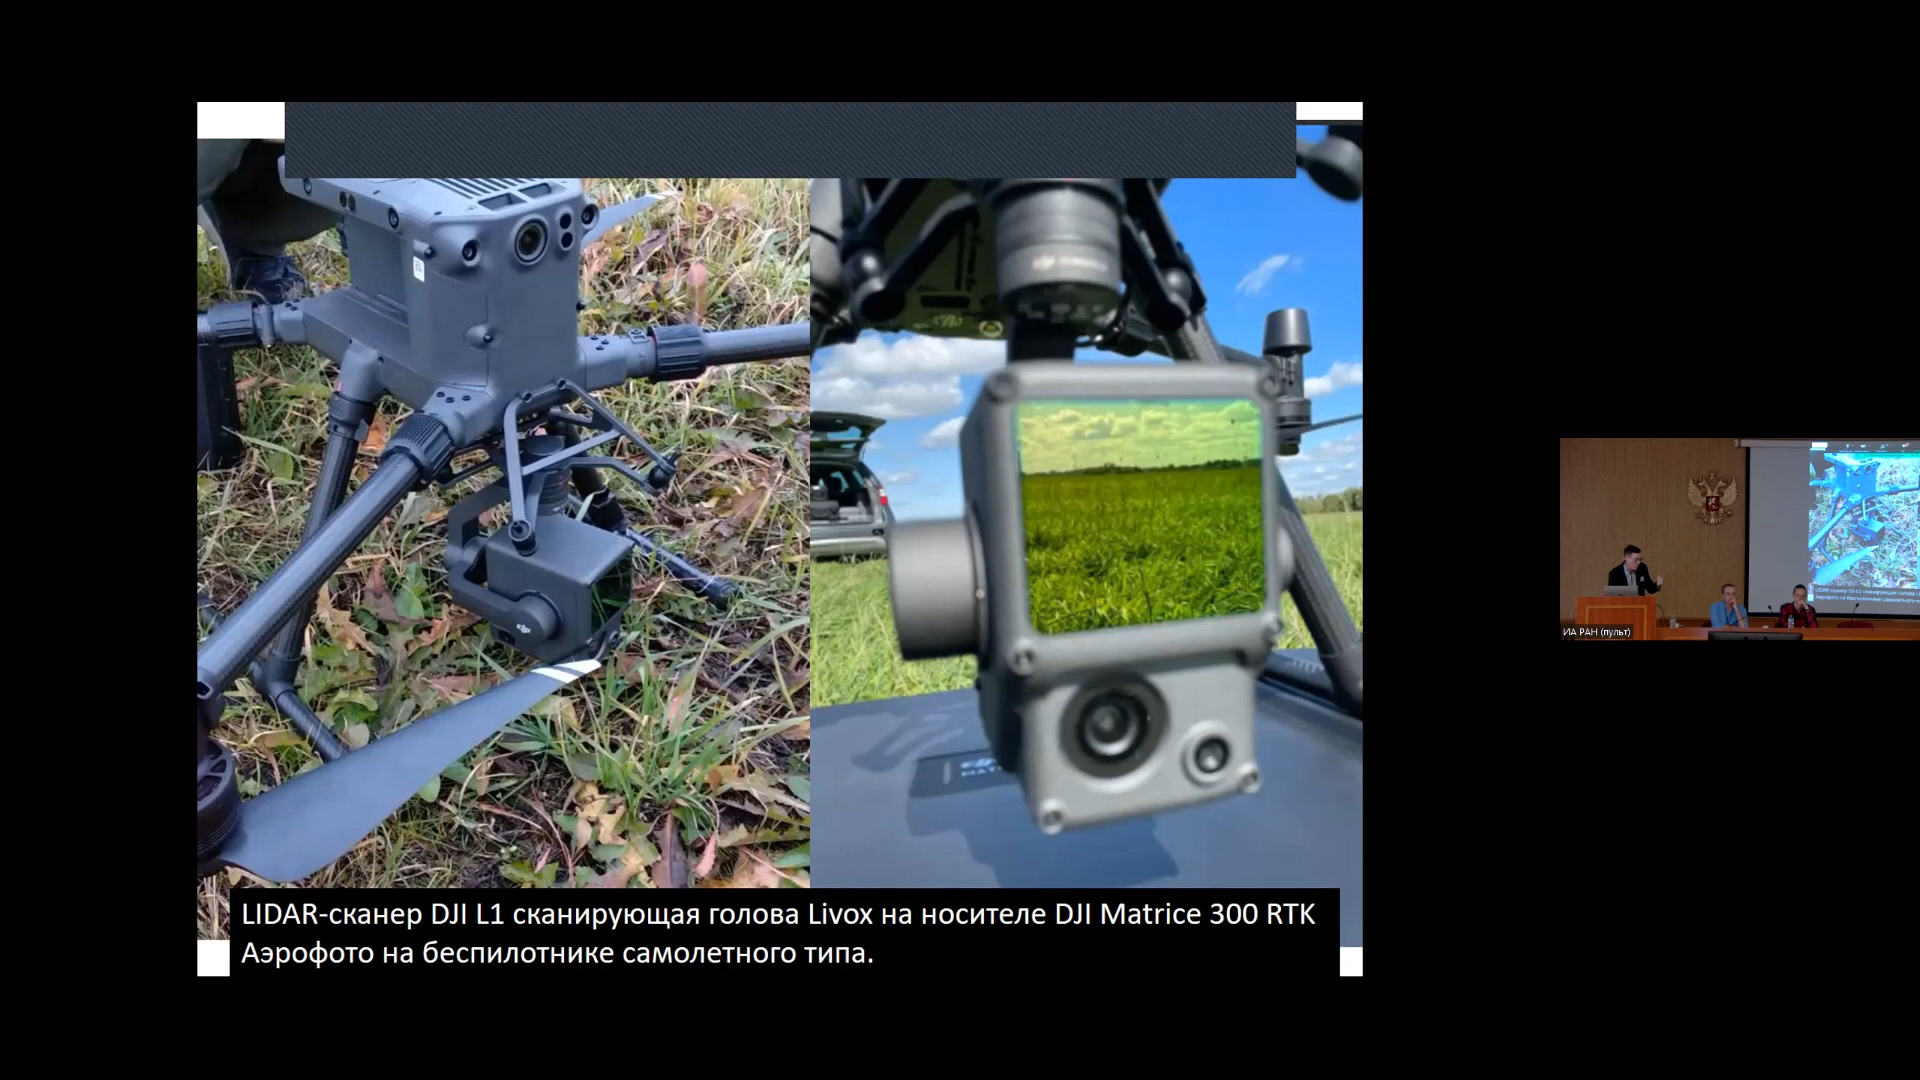 LIDAR-сканер DJI L1 сканирующая голова Livox на носителе DJI Matrice 300 RTK
Аэрофото на беспилотнике самолетного типа.
ИА РАН (пульт)